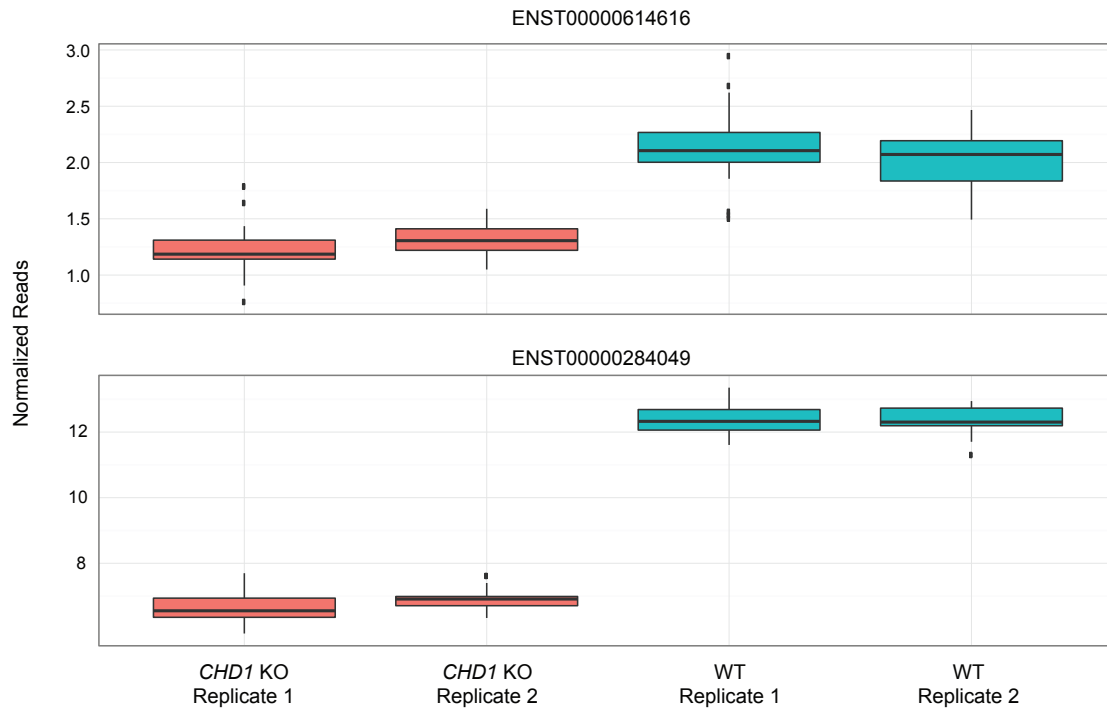 ENST00000614616
3.0
2.5
2.0
1.5
1.0
Normalized Reads
ENST00000284049
12
10
8
CHD1 KO
Replicate 1
CHD1 KO
Replicate 2
WT
Replicate 1
WT
Replicate 2